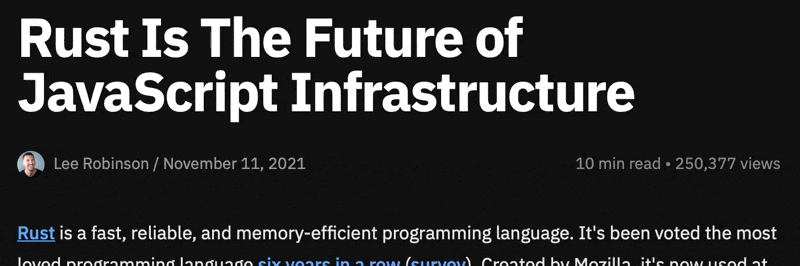 Rust Is The Future of
JavaScript Infrastructure
Lee Robinson / November 11, 2021
10 min read • 250,377 views
Rust is a fast, reliable, and memory-efficient programming language. It's been voted the most
loved programming language six years in a row (survey). Created by Mozilla, it's now used at